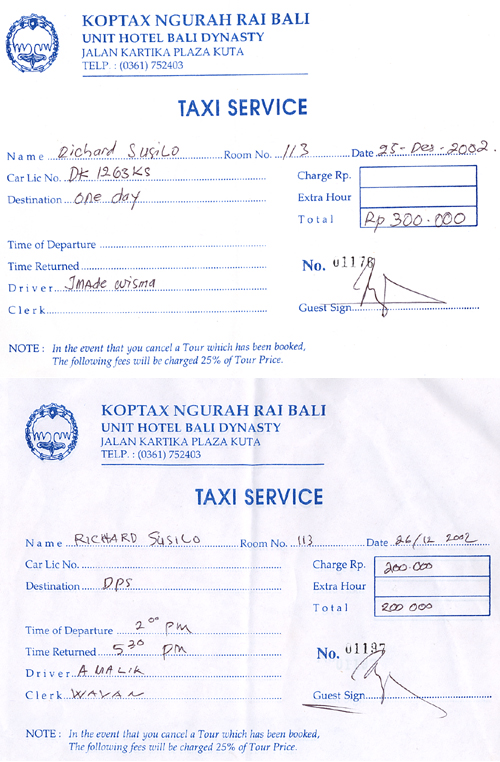 KOPTAX NGURAH RAI BALI
UNIT HOTEL BALI DYNASTY
JALAN KARTIKA PLAZA KUTA
TELP. : (0361) 752403
TAXI SERVICE
Name Richard Susilo Room No. 113 Date 25-Des-2002.
Car Lic No. DK 1263KS Charge Rp.
Destination one day Extra Hour
Total Rp 300.000
Time of Departure
Time Returned No. 01178
Driver IMAde wisma
Clerk Guest Sign
NOTE : In the event that you cancel a Tour which has been booked,
The following fees will be charged 25% of Tour Price.
KOPTAX NGURAH RAI BALI
UNIT HOTEL BALI DYNASTY
JALAN KARTIKA PLAZA KUTA
TELP. : (0361) 752403
TAXI SERVICE
Name RICHARD SUSILO Room No. 113 Date 26/12 2002
Car Lic No. Charge Rp. 200.000
Destination DPS Extra Hour
Total 200 000
Time of Departure 2 00 PM
Time Returned 5 30 PM No. 01197
Driver A MALIK
Clerk WAYAN Guest Sign
NOTE : In the event that you cancel a Tour which has been booked,
The following fees will be charged 25% of Tour Price.